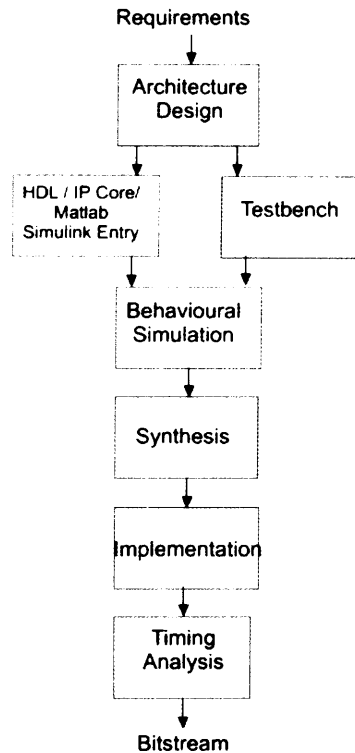 Requirements
Architecture
Design
HDL / IP Core/
Matlab
Simulink Entry
Testbench
Behavioural
Simulation
Synthesis
Implementation
Timing
Analysis
Bitstream